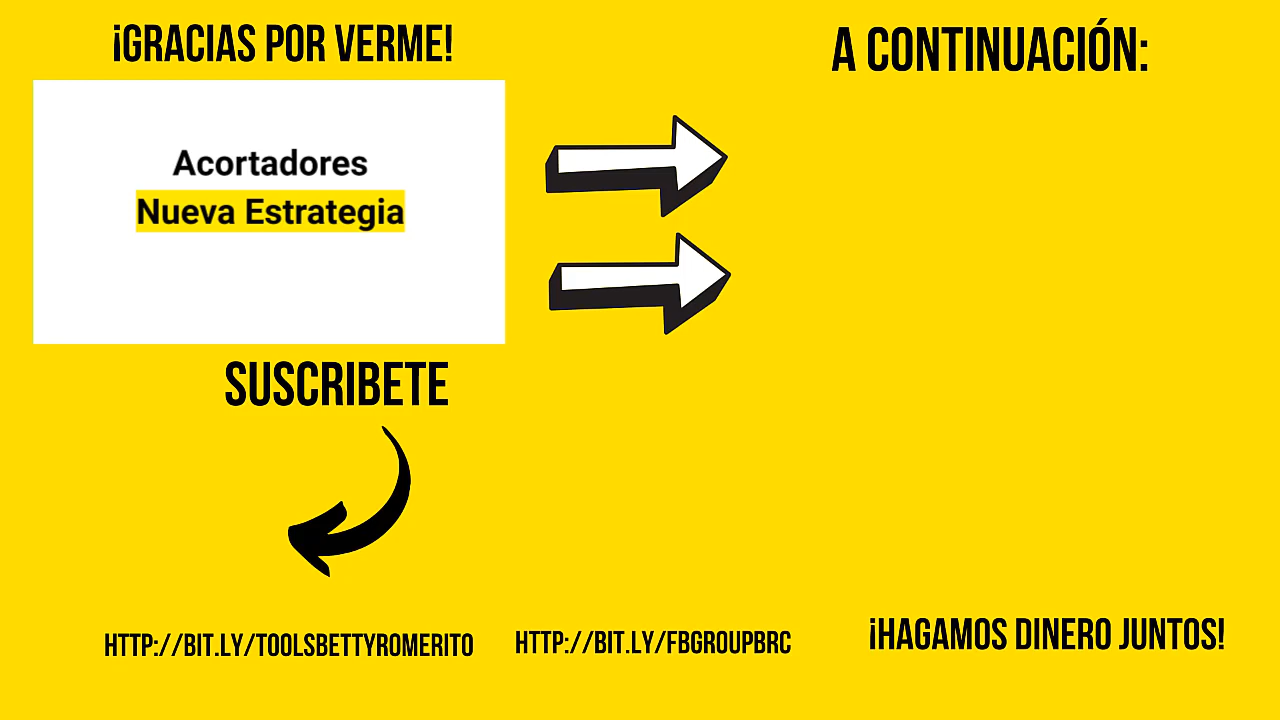 ¡GRACIAS POR VERME!
A CONTINUACIÓN:
Acortadores
Nueva Estrategia
SUSCRIBETE
HTTP://BIT.LY/TOOLSBETTYROMERITO
HTTP://BIT.LY/FBGROUPBRC
¡HAGAMOS DINERO JUNTOS!